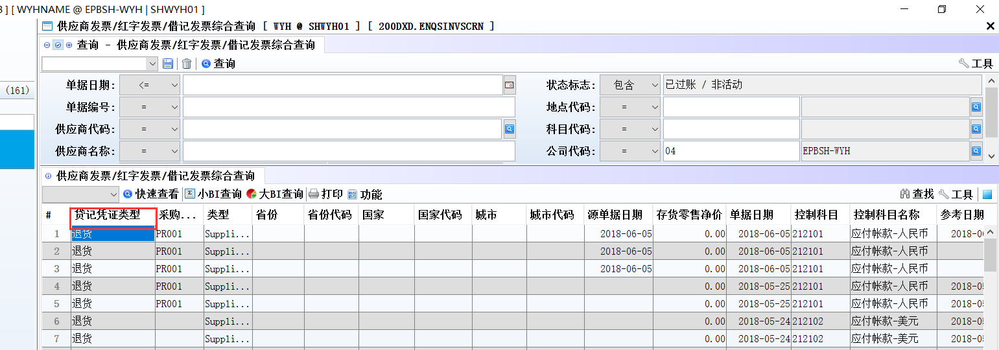 ] [ WYHNAME @ EPBSH-WYH | SHWYH01 ]
供应商发票/红字发票/借记发票综合查询 [ WYH @ SHWYH01 ] [ 200DXD.ENQSINVSCRN ]
查询 - 供应商发票/红字发票/借记发票综合查询
查询 工具
(161)
单据日期: <= 状态标志: 包含 已过账 / 非活动
单据编号: = 地点代码: =
供应商代码: = 科目代码: =
供应商名称: = 公司代码: = 04 EPBSH-WYH
供应商发票/红字发票/借记发票综合查询
快速查看 小BI查询 大BI查询 打印 功能 查找 工具
# 贷记凭证类型 采购... 类型 省份 省份代码 国家 国家代码 城市 城市代码 源单据日期 存货零售净价 单据日期 控制科目 控制科目名称 参考日期
1 退货 PR001 Suppli... 2018-06-05 0.00 2018-06-05 212101 应付帐款-人民币 2018-06
2 退货 PR001 Suppli... 2018-06-05 0.00 2018-06-05 212101 应付帐款-人民币
3 退货 PR001 Suppli... 2018-06-05 0.00 2018-06-05 212101 应付帐款-人民币
4 退货 PR001 Suppli... 0.00 2018-05-25 212101 应付帐款-人民币 2018-05
5 退货 PR001 Suppli... 0.00 2018-05-25 212101 应付帐款-人民币 2018-05
6 退货 Suppli... 0.00 2018-05-24 212102 应付帐款-美元 2018-05
7 退货 Suppli... 0.00 2018-05-24 212102 应付帐款-美元 2018-05